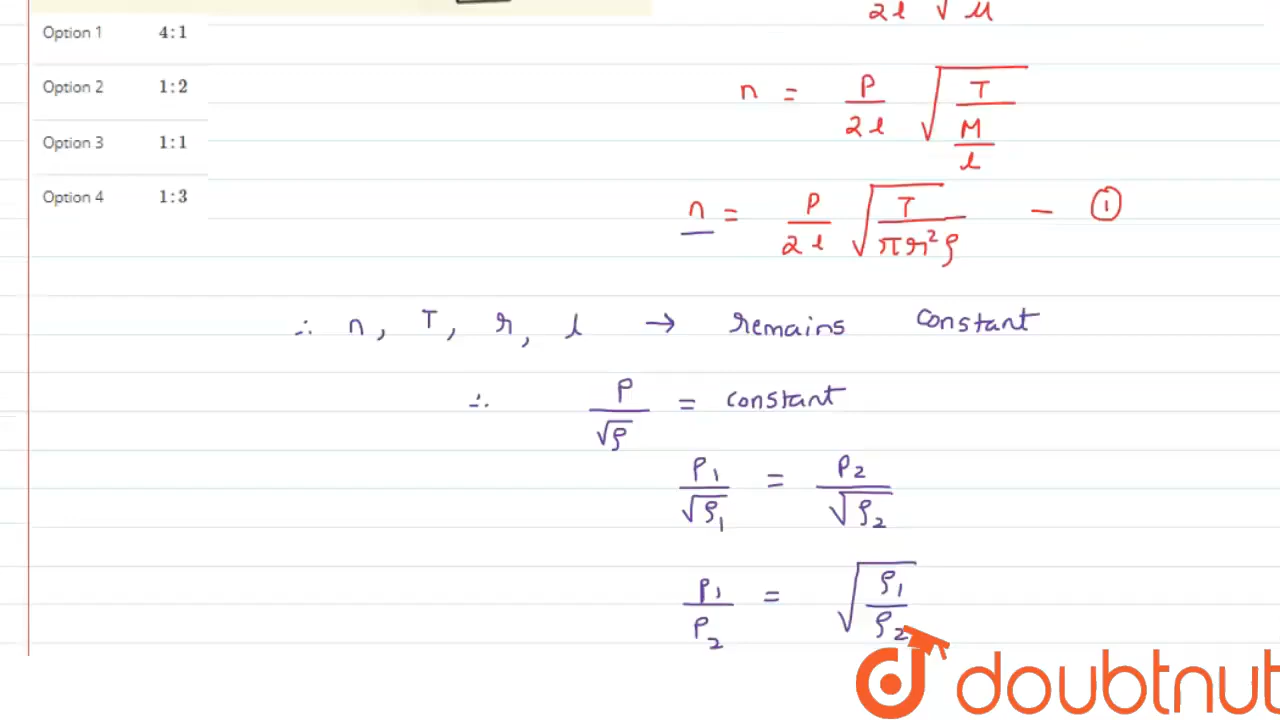 2l √ μ
Option 1 4:1
n = P/2l √(T/(M/l))
Option 2 1:2
Option 3 1:1
Option 4 1:3
n = P/2l √(T/πr²ρ) — ①
∴ n, T, r, l → remains constant
∴ P/√ρ = constant
P₁/√ρ₁ = P₂/√ρ₂
P₁/P₂ = √(ρ₁/ρ₂)
doubtnut